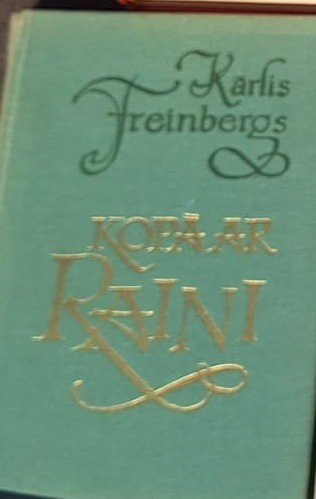 Kārlis
Freinbergs
KOPĀ AR
RAINI